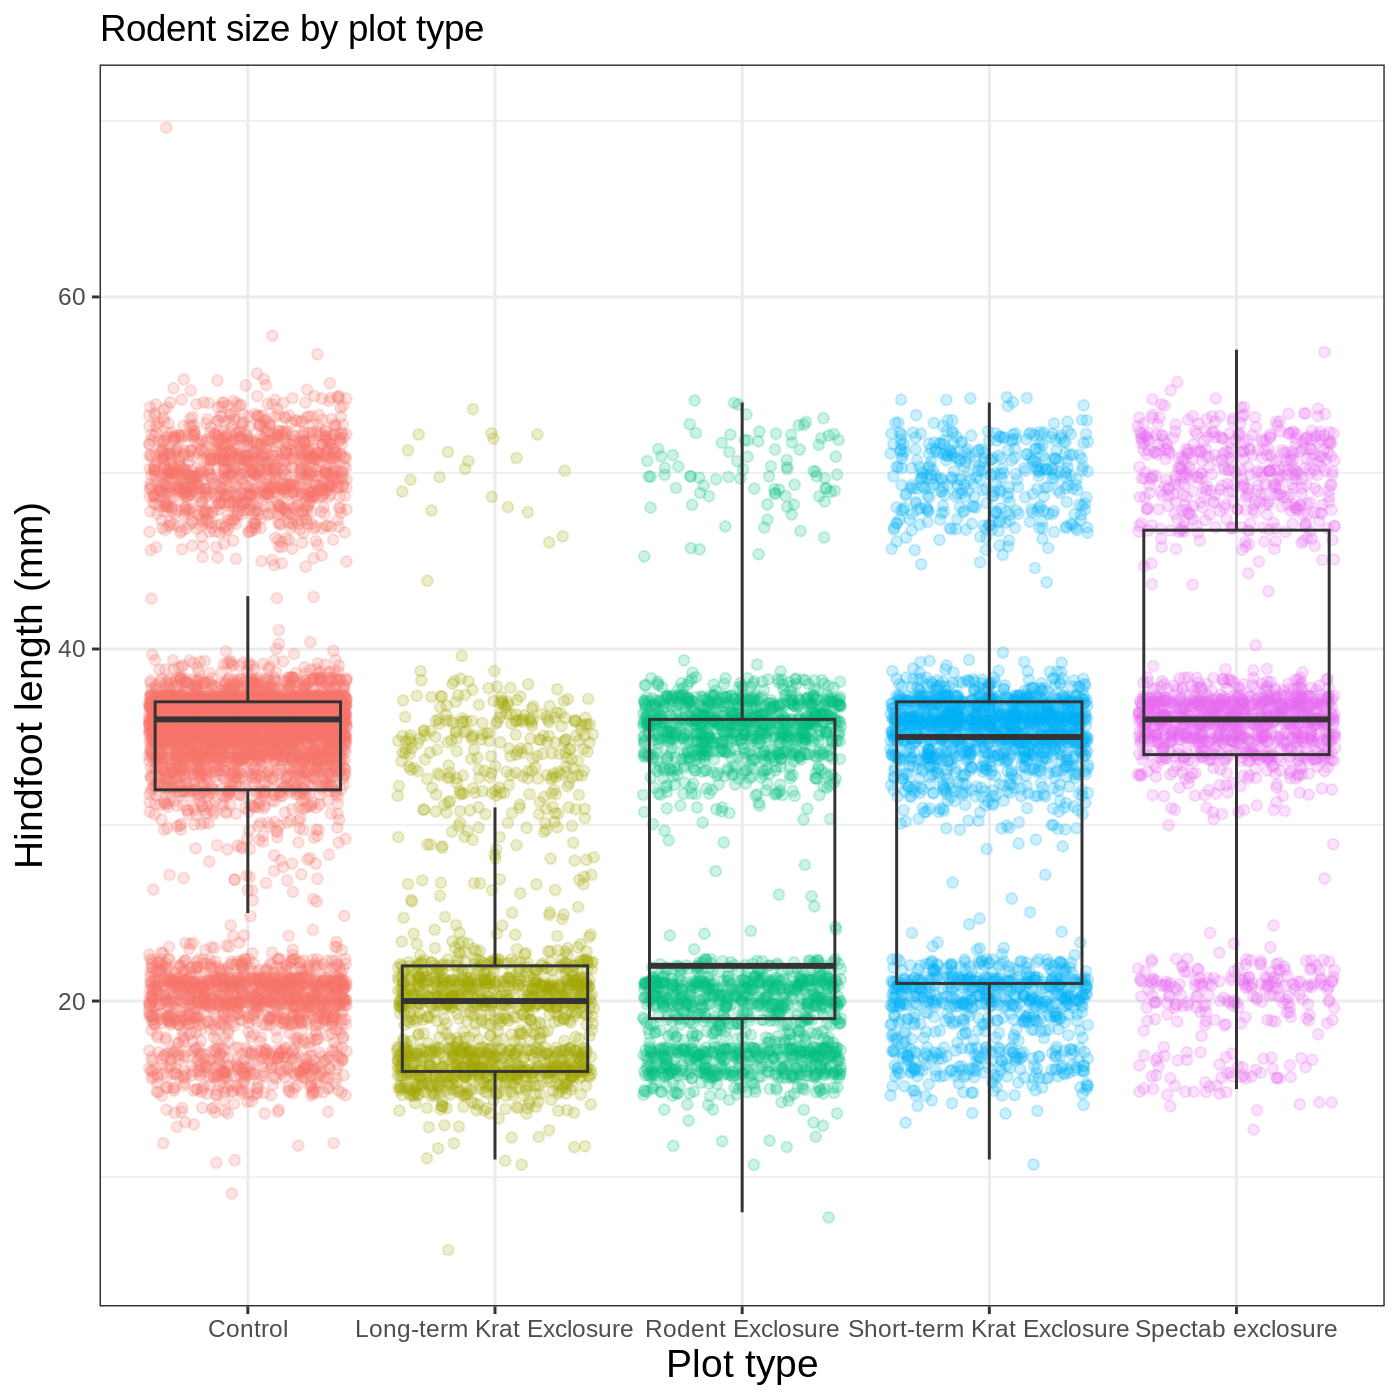 Rodent size by plot type
Hindfoot length (mm)
60
40
20
Control
Long-term Krat Exclosure
Rodent Exclosure
Short-term Krat Exclosure
Spectab exclosure
Plot type